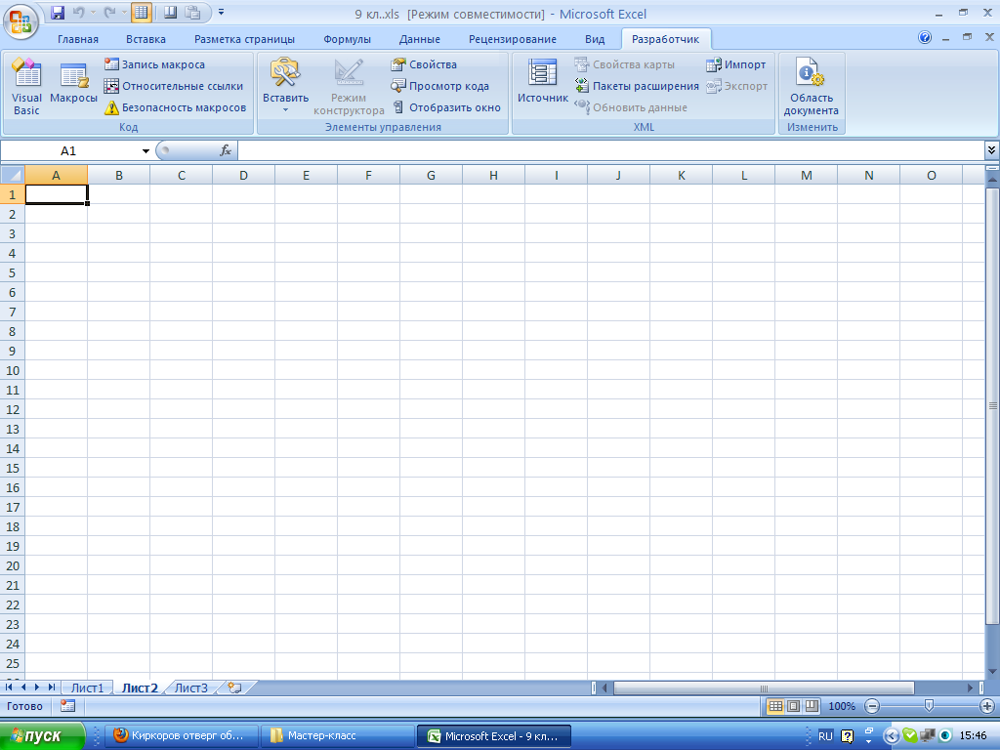 9 кл..xls [Режим совместимости] - Microsoft Excel
Главная Вставка Разметка страницы Формулы Данные Рецензирование Вид Разработчик
Visual Basic
Макросы
Запись макроса
Относительные ссылки
Безопасность макросов
Код
Вставить
Режим конструктора
Свойства
Просмотр кода
Отобразить окно
Элементы управления
Источник
Свойства карты
Пакеты расширения
Обновить данные
Импорт
Экспорт
XML
Область документа
Изменить
A1 fx
A B C D E F G H I J K L M N O
1
2
3
4
5
6
7
8
9
10
11
12
13
14
15
16
17
18
19
20
21
22
23
24
25
Лист1 Лист2 Лист3
Готово 100%
пуск Киркоров отверг об... Мастер-класс Microsoft Excel - 9 кл... RU 15:46